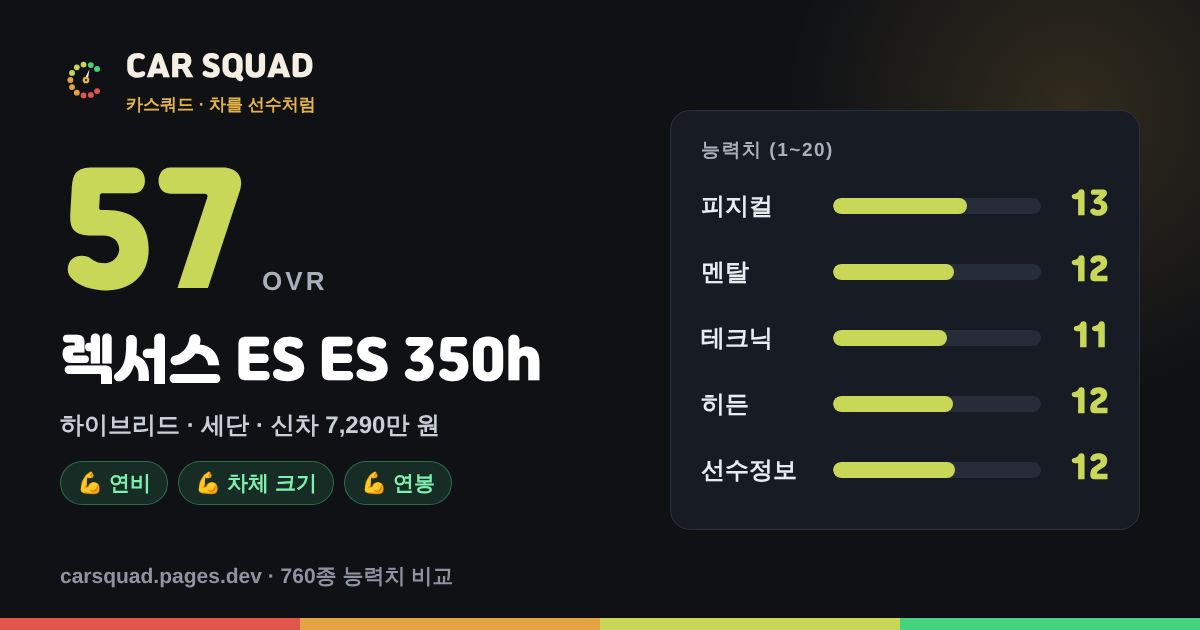 CAR SQUAD
카스쿼드 · 차를 선수처럼
57 OVR
렉서스 ES ES 350h
하이브리드 · 세단 · 신차 7,290만 원
💪 연비 💪 차체 크기 💪 연봉
carsquad.pages.dev · 760종 능력치 비교
능력치 (1~20)
피지컬 13
멘탈 12
테크닉 11
히든 12
선수정보 12